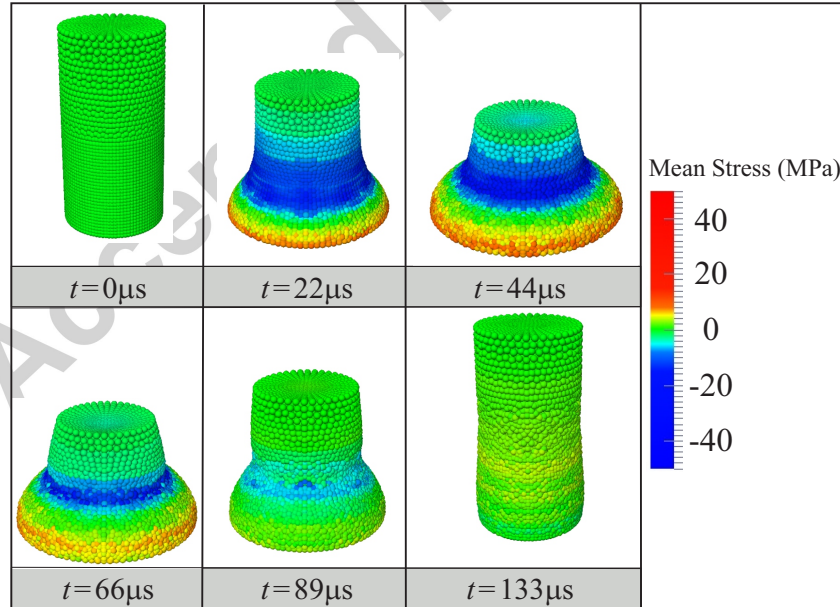 t=0μs
t=22μs
t=44μs
t=66μs
t=89μs
t=133μs
Mean Stress (MPa)
40
20
0
-20
-40